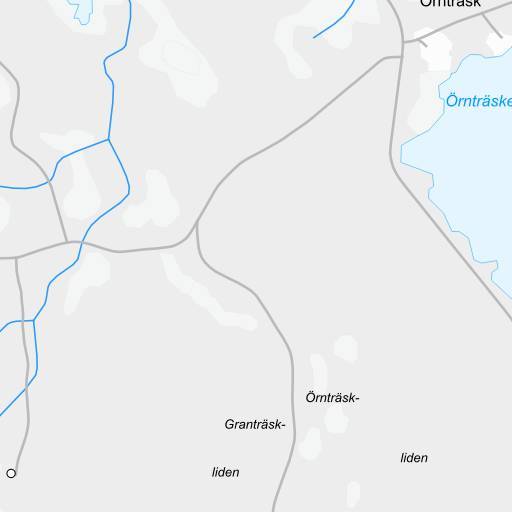 Örnträsk
Örnträske
Örnträsk-
liden
Granträsk-
liden